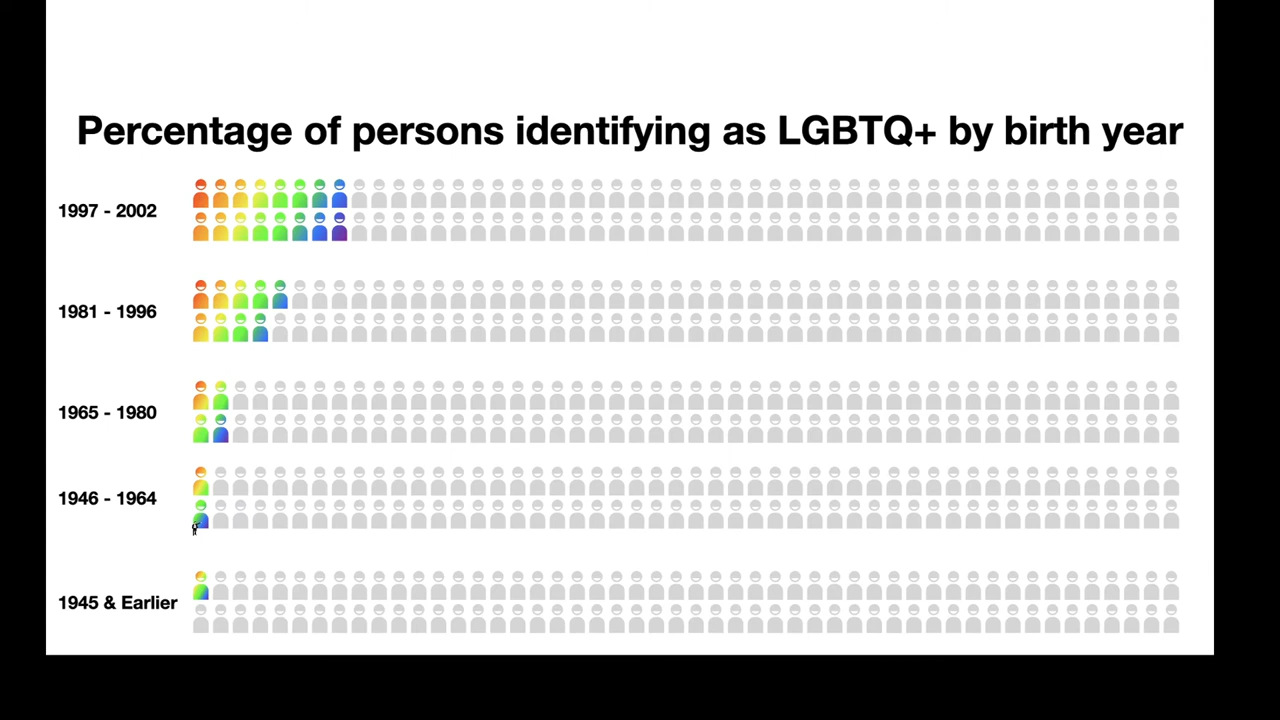 Percentage of persons identifying as LGBTQ+ by birth year
1997 - 2002
1981 - 1996
1965 - 1980
1946 - 1964
1945 & Earlier